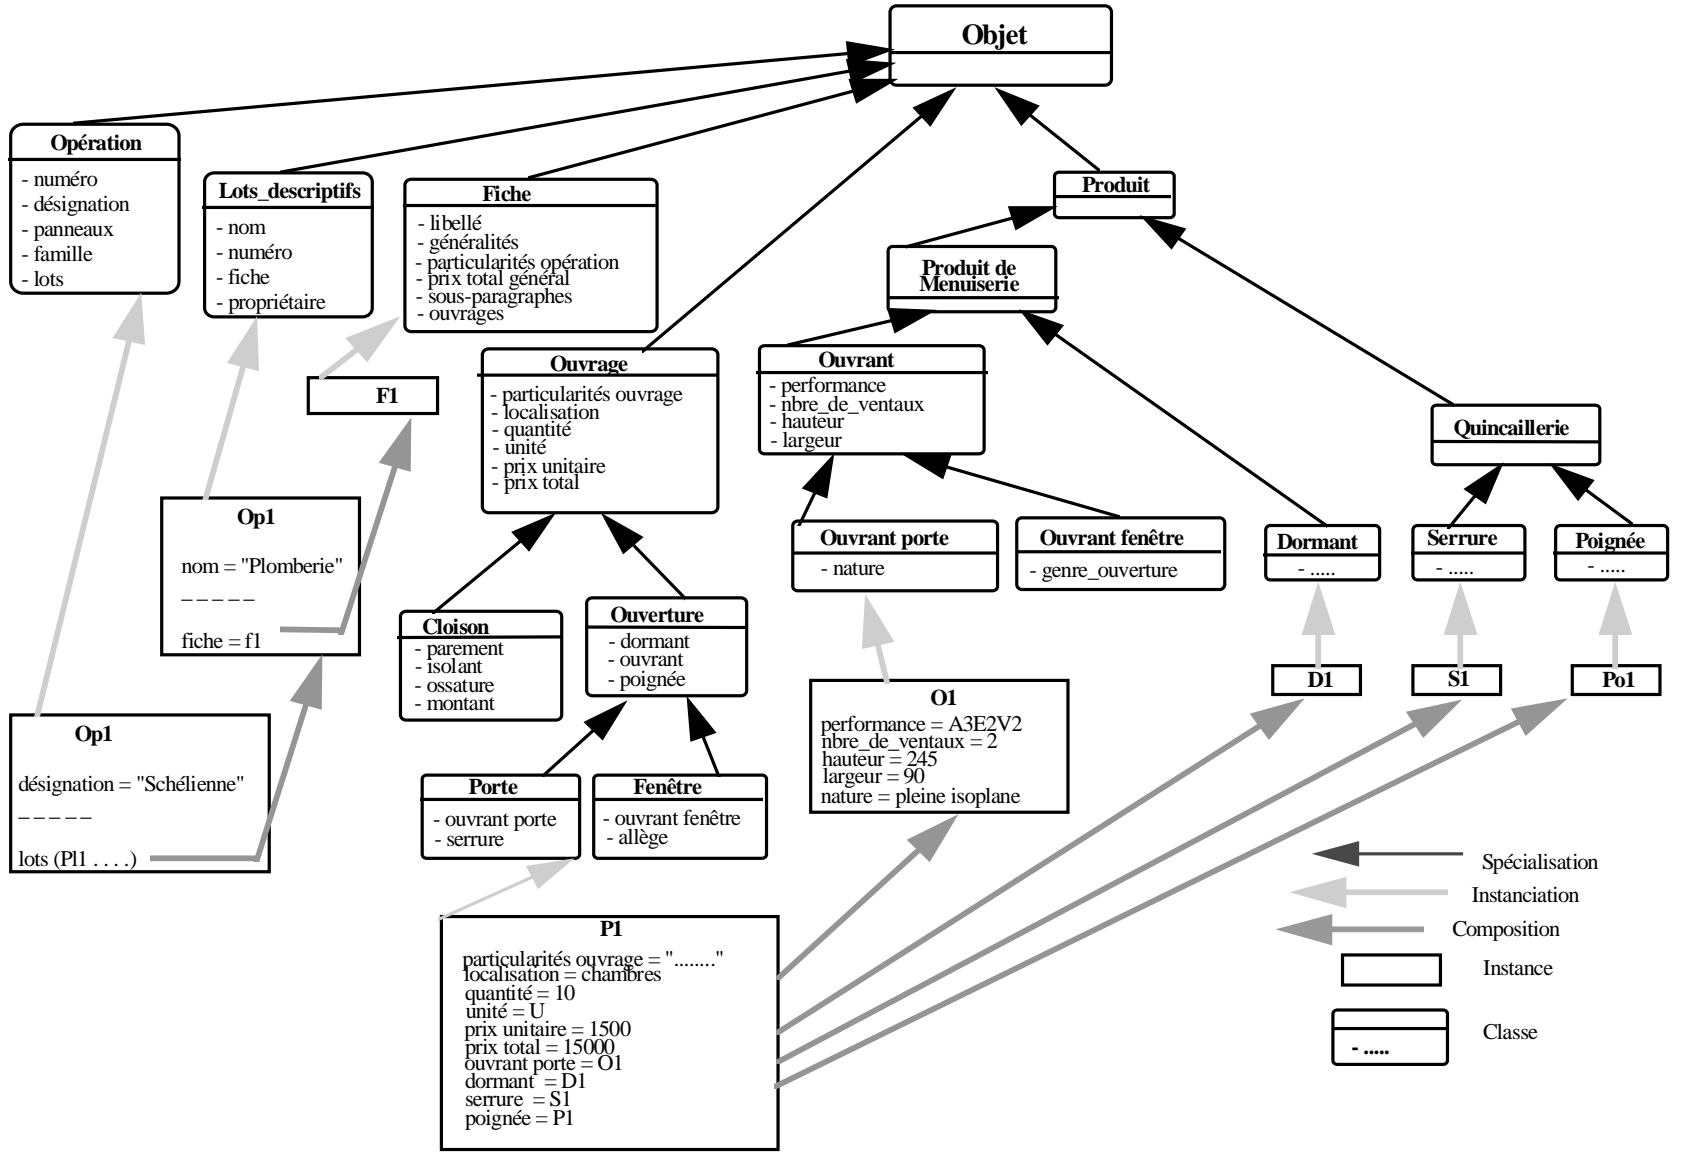 Objet
Opération
- numéro
- désignation
- panneaux
- famille
- lots
Lots_descriptifs
- nom
- numéro
- fiche
- propriétaire
Fiche
- libellé
- généralités
- particularités opération
- prix total général
- sous-paragraphes
- ouvrages
Produit
Produit de
Menuiserie
Ouvrage
- particularités ouvrage
- localisation
- quantité
- unité
- prix unitaire
- prix total
Ouvrant
- performance
- nbre_de_ventaux
- hauteur
- largeur
F1
Quincaillerie
Op1
nom = "Plomberie"
_ _ _ _ _
fiche = f1
Ouvrant porte
- nature
Ouvrant fenêtre
- genre_ouverture
Dormant
- .....
Serrure
- .....
Poignée
- .....
Cloison
- parement
- isolant
- ossature
- montant
Ouverture
- dormant
- ouvrant
- poignée
O1
performance = A3E2V2
nbre_de_ventaux = 2
hauteur = 245
largeur = 90
nature = pleine isoplane
D1
S1
Po1
Op1
désignation = "Schélienne"
_ _ _ _ _
lots (Pl1 . . . .)
Porte
- ouvrant porte
- serrure
Fenêtre
- ouvrant fenêtre
- allège
P1
particularités ouvrage = "........"
localisation = chambres
quantité = 10
unité = U
prix unitaire = 1500
prix total = 15000
ouvrant porte = O1
dormant = D1
serrure = S1
poignée = P1
Spécialisation
Instanciation
Composition
Instance
Classe
- .....